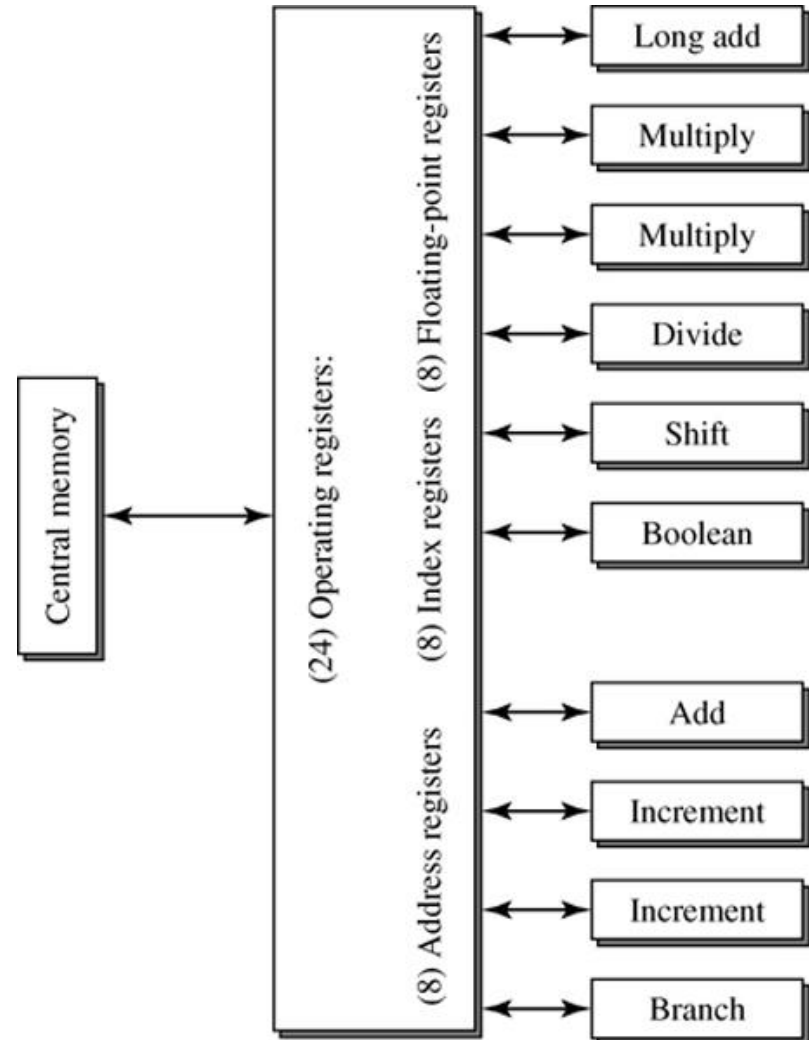 Central memory
(24) Operating registers:
(8) Floating-point registers
(8) Index registers
(8) Address registers
Long add
Multiply
Multiply
Divide
Shift
Boolean
Add
Increment
Increment
Branch